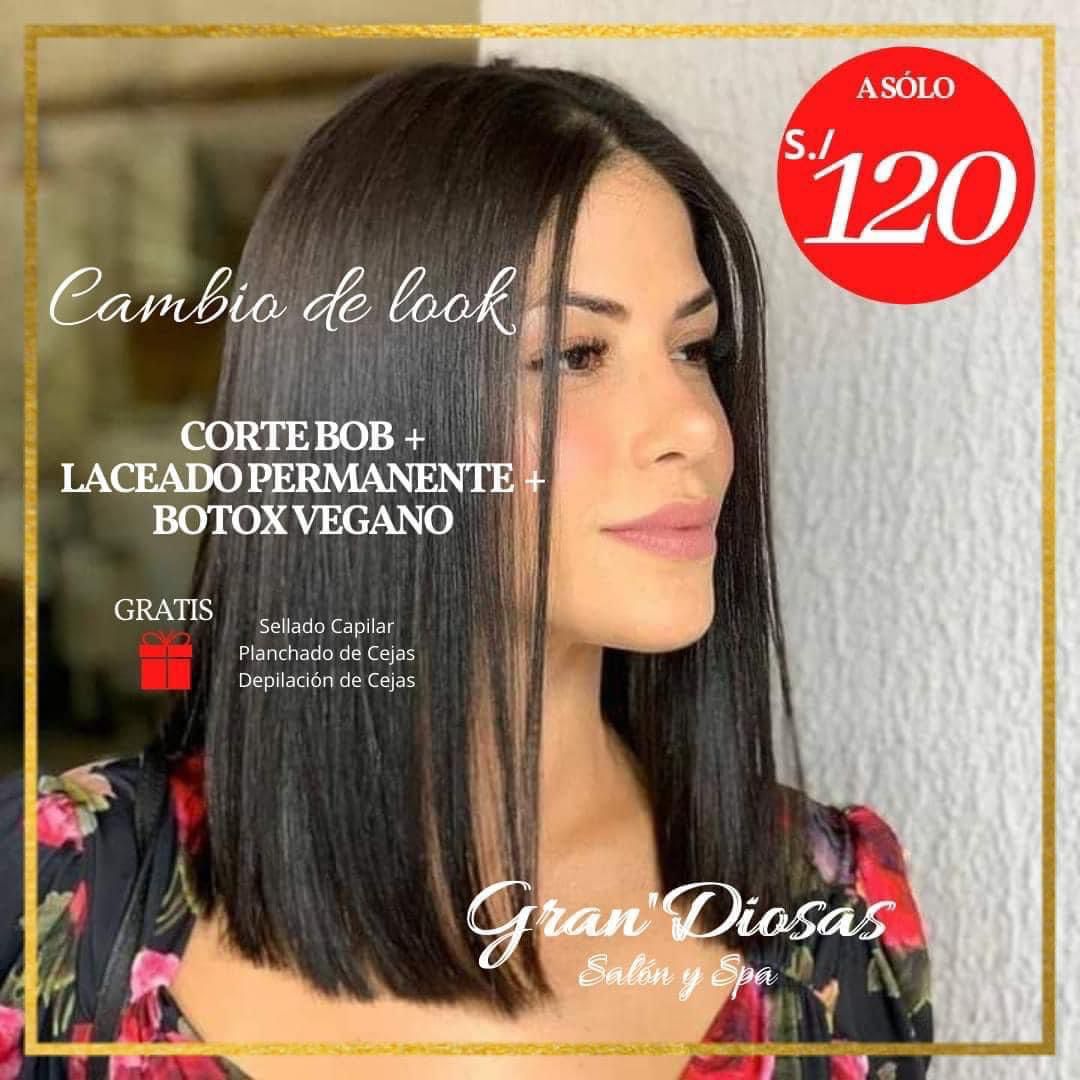 A SÓLO
S./120
Cambio de look
CORTE BOB +
LACEADO PERMANENTE +
BOTOX VEGANO
GRATIS
Sellado Capilar
Planchado de Cejas
Depilación de Cejas
Gran'Diosas
Salón y Spa